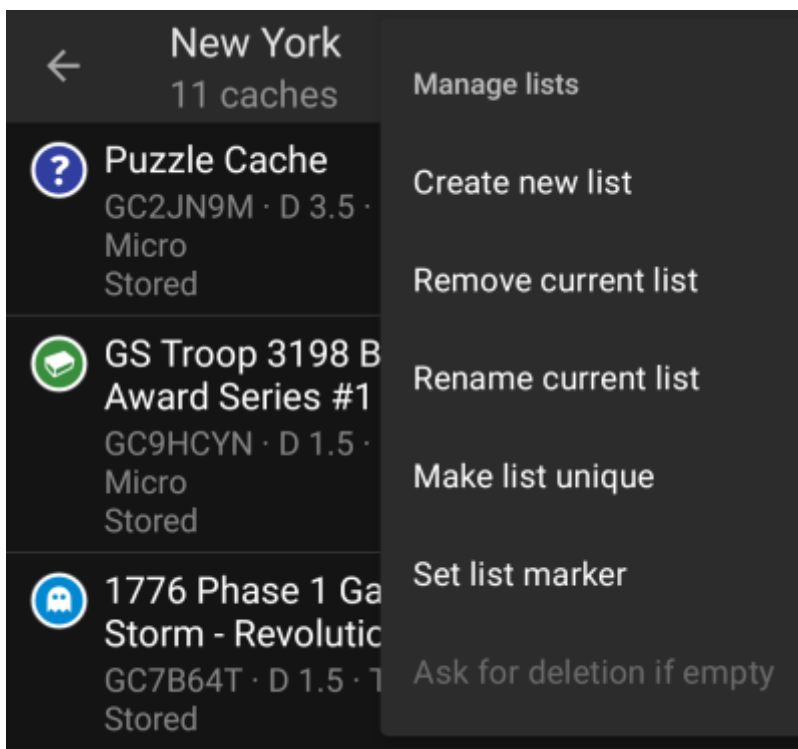 New York
11 caches
Puzzle Cache
GC2JN9M · D 3.5 ·
Micro
Stored
GS Troop 3198 B
Award Series #1
GC9HCYN · D 1.5 ·
Micro
Stored
1776 Phase 1 Ga
Storm - Revolutio
GC7B64T · D 1.5 · T
Stored
Manage lists
Create new list
Remove current list
Rename current list
Make list unique
Set list marker
Ask for deletion if empty